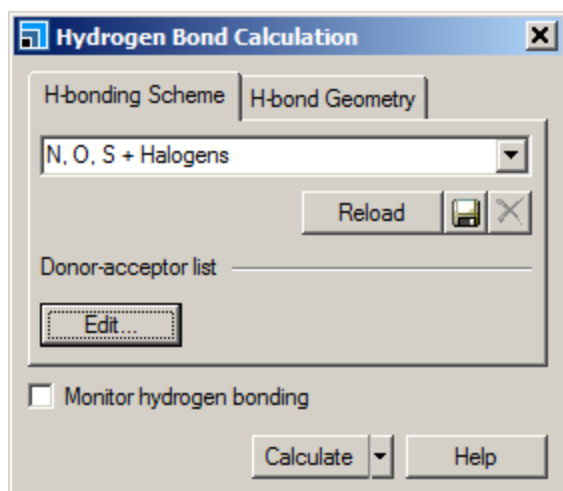 Hydrogen Bond Calculation
H-bonding Scheme H-bond Geometry
N, O, S + Halogens
Reload
Donor-acceptor list
Edit...
Monitor hydrogen bonding
Calculate Help